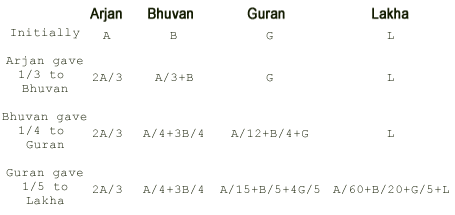 Arjan Bhuvan Guran Lakha
Initially A B G L
Arjan gave
1/3 to 2A/3 A/3+B G L
Bhuvan
Bhuvan gave
1/4 to 2A/3 A/4+3B/4 A/12+B/4+G L
Guran
Guran gave
1/5 to 2A/3 A/4+3B/4 A/15+B/5+4G/5 A/60+B/20+G/5+L
Lakha